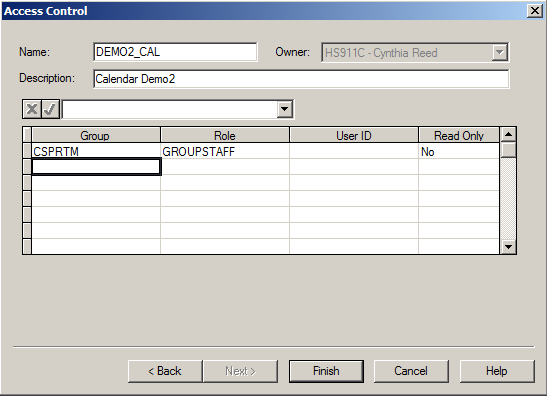 Access Control
Name: DEMO2_CAL Owner: HS911C - Cynthia Reed
Description: Calendar Demo2
Group Role User ID Read Only
CSPRTM GROUPSTAFF No
< Back Next > Finish Cancel Help